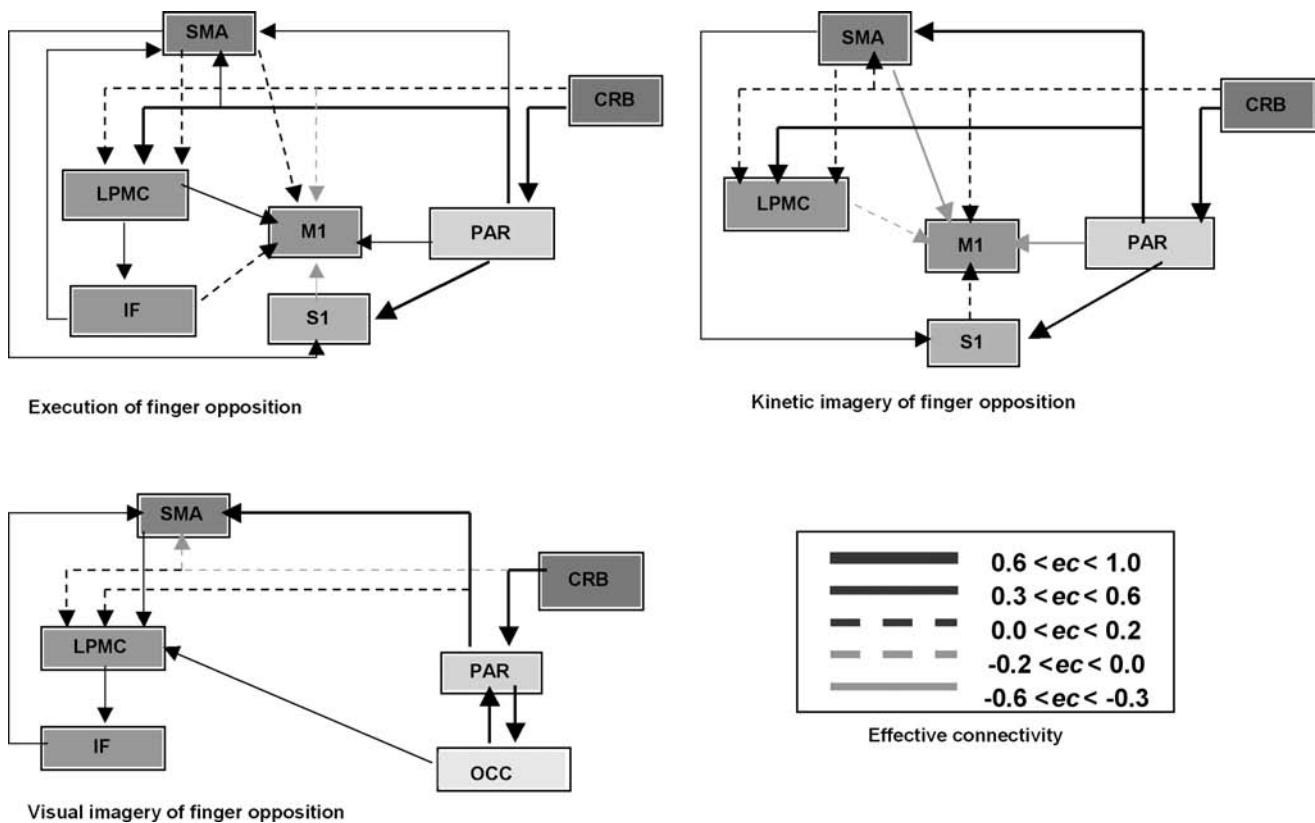 SMA
CRB
LPMC
M1
PAR
IF
S1
Execution of finger opposition
SMA
CRB
LPMC
M1
PAR
S1
Kinetic imagery of finger opposition
SMA
CRB
LPMC
PAR
IF
OCC
Visual imagery of finger opposition
0.6 < ec < 1.0
0.3 < ec < 0.6
0.0 < ec < 0.2
-0.2 < ec < 0.0
-0.6 < ec < -0.3
Effective connectivity